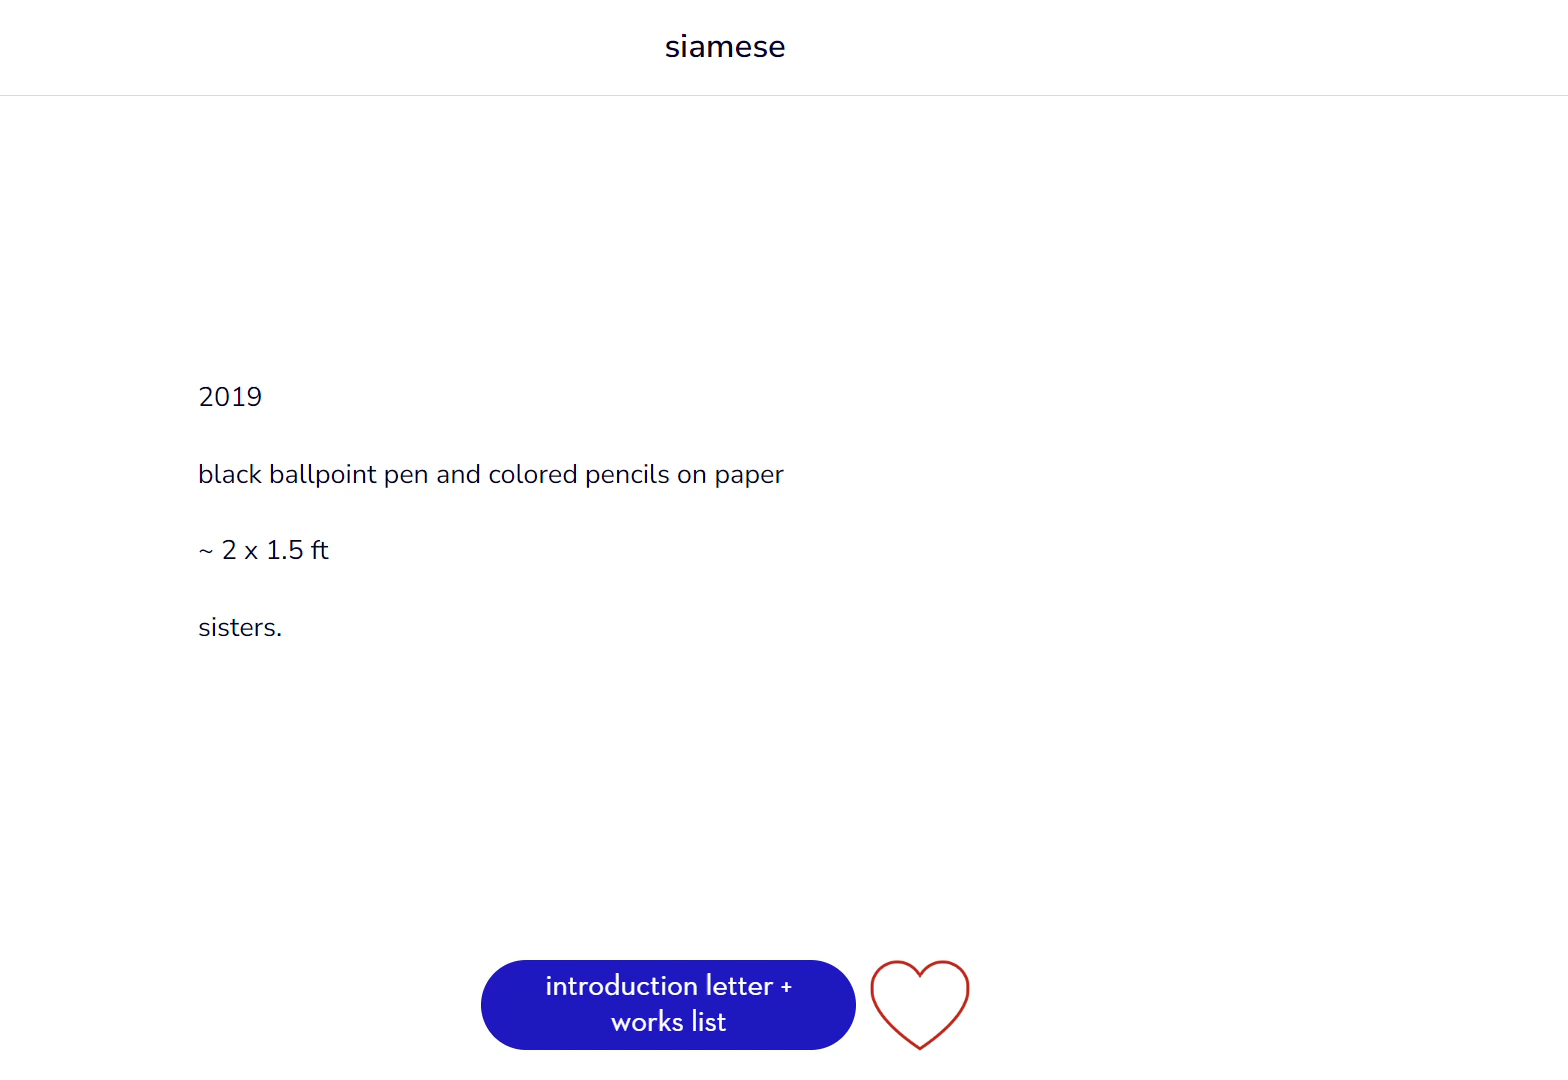 siamese
2019
black ballpoint pen and colored pencils on paper
~ 2 x 1.5 ft
sisters.
introduction letter +
works list